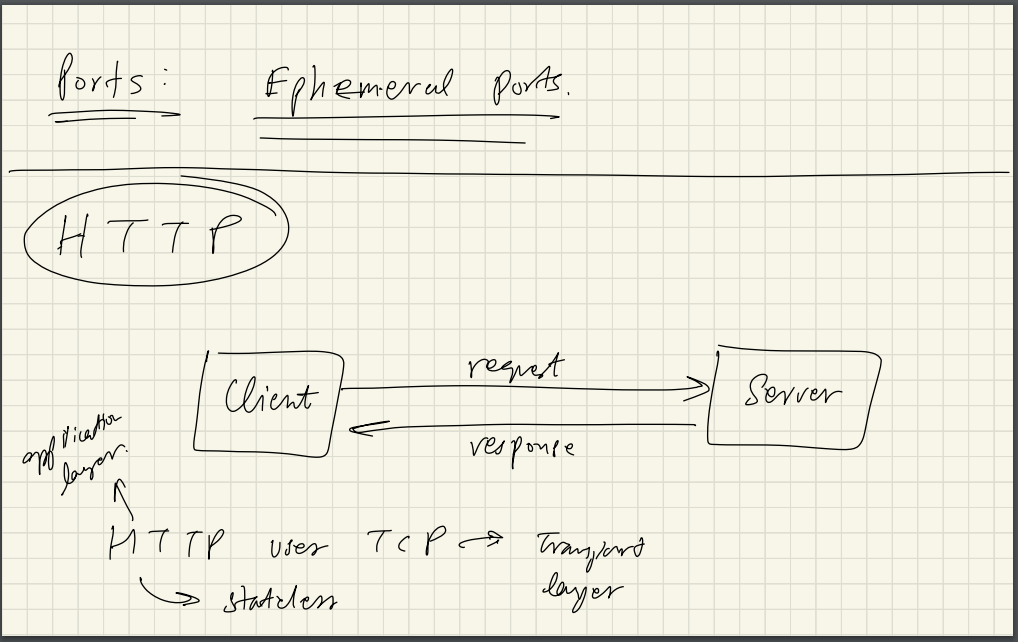 Ports: Ephemeral Ports.
HTTP
request
Client
Server
response
application
layer.
HTTP uses TCP → Transport
layer
stateless